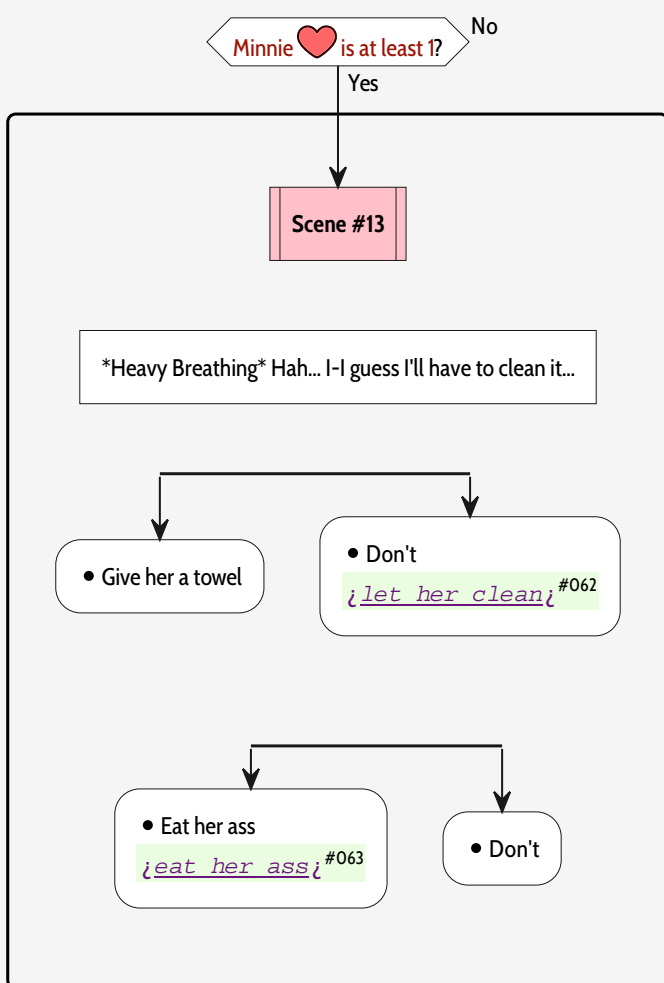 No
Minnie is at least 1?
Yes
Scene #13
*Heavy Breathing* Hah... I-I guess I'll have to clean it...
• Give her a towel
• Don't
¿let her clean¿#062
• Eat her ass
¿eat her ass¿#063
• Don't